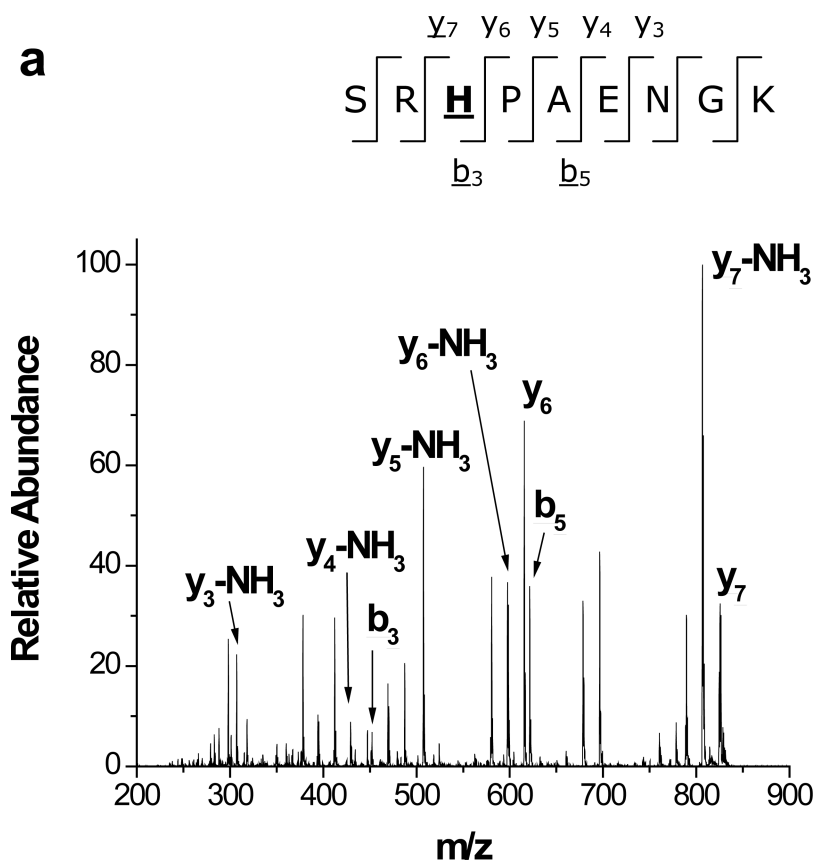 a
y7 y6 y5 y4 y3
S R H P A E N G K
b3 b5
Relative Abundance
100
80
60
40
20
0
y7-NH3
y6-NH3
y6
y5-NH3
b5
y4-NH3
y3-NH3
b3
y7
200 300 400 500 600 700 800 900
m/z